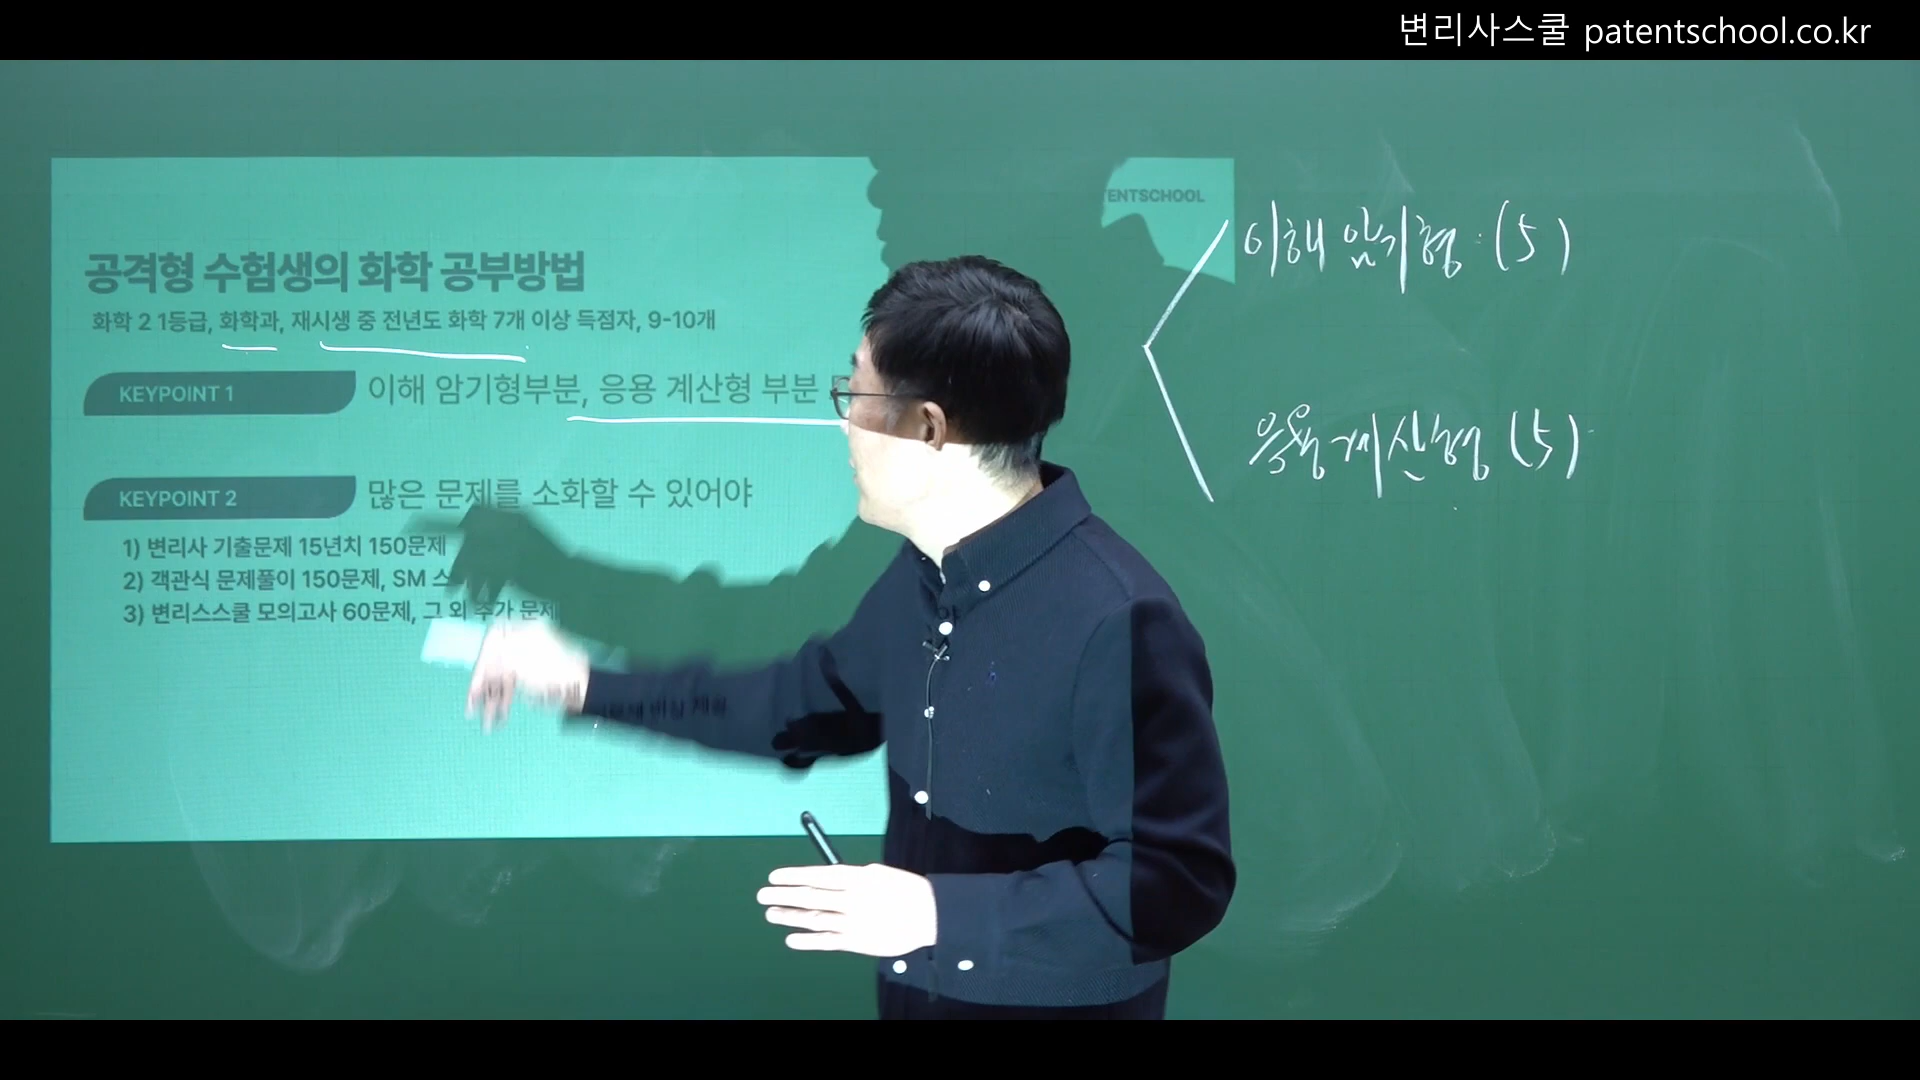 변리사스쿨 patentschool.co.kr
ENTSCHOOL
공격형 수험생의 화학 공부방법
화학 2 1등급, 화학과, 재시생 중 전년도 화학 7개 이상 득점자, 9-10개
KEYPOINT 1
이해 암기형부분, 응용 계산형 부분
KEYPOINT 2
많은 문제를 소화할 수 있어야
1) 변리사 기출문제 15년치 150문제
2) 객관식 문제풀이 150문제, SM
3) 변리스스쿨 모의고사 60문제, 그 외 추가 문제
이해 암기형 (5)
응용계산형 (5)